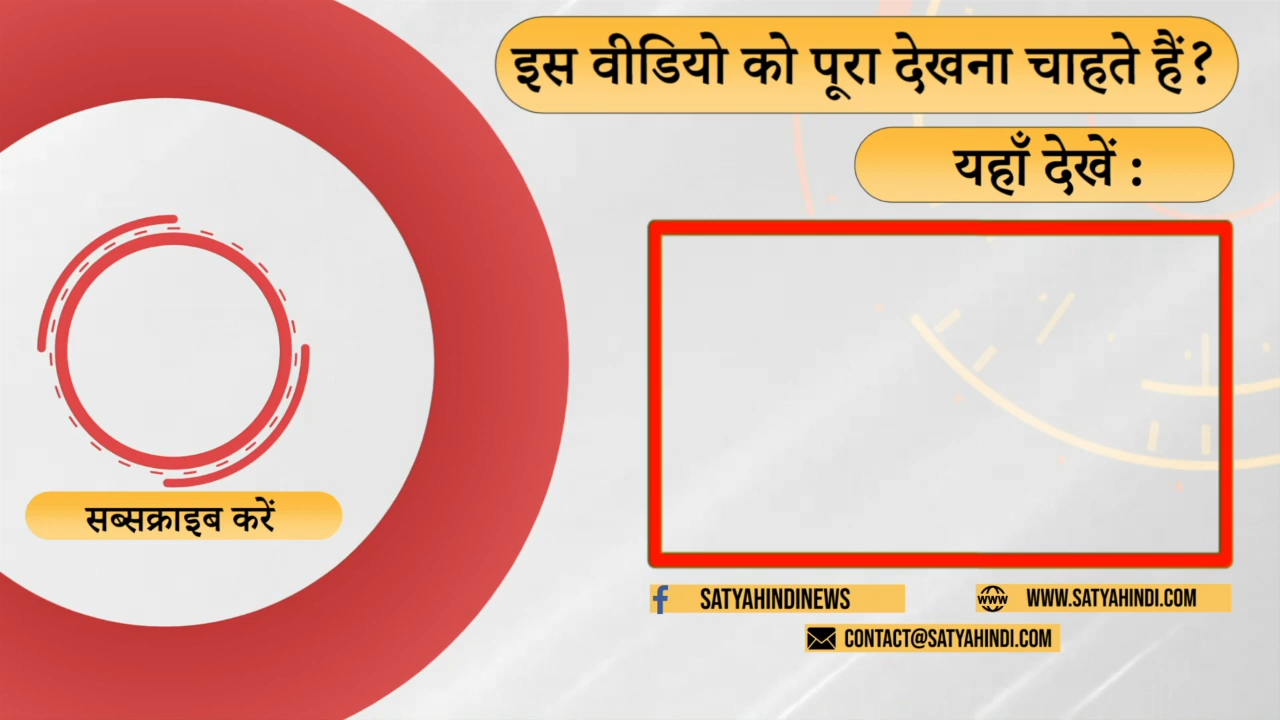 इस वीडियो को पूरा देखना चाहते हैं?
यहाँ देखें :
सब्सक्राइब करें
SATYAHINDINEWS
WWW.SATYAHINDI.COM
CONTACT@SATYAHINDI.COM